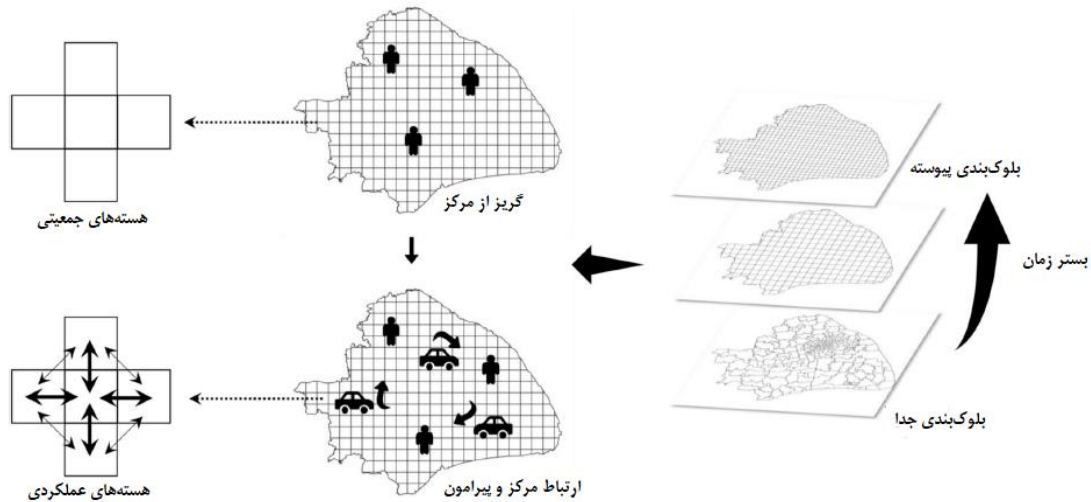 بلوک‌بندی پیوسته
بستر زمان
بلوک‌بندی جدا
گریز از مرکز
هسته‌های جمعیتی
ارتباط مرکز و پیرامون
هسته‌های عملکردی